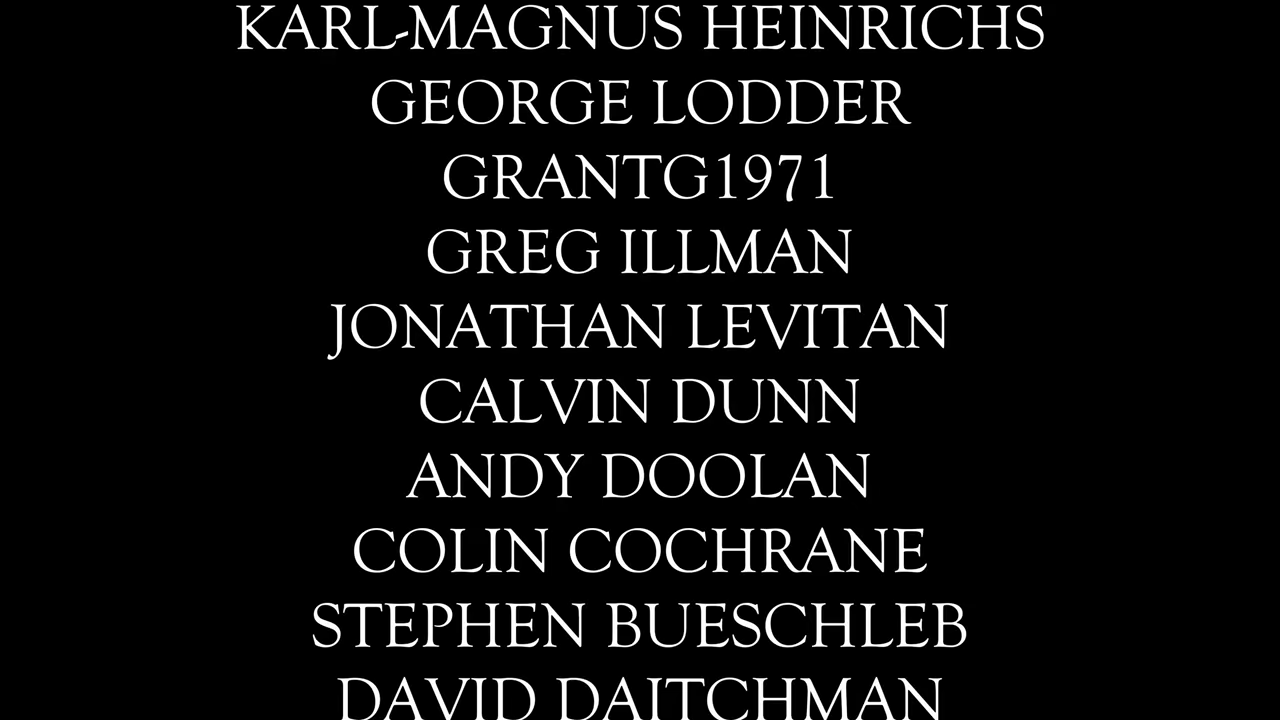 KARL-MAGNUS HEINRICHS
GEORGE LODDER
GRANTG1971
GREG ILLMAN
JONATHAN LEVITAN
CALVIN DUNN
ANDY DOOLAN
COLIN COCHRANE
STEPHEN BUESCHLEB
DAVID DAITCHMAN